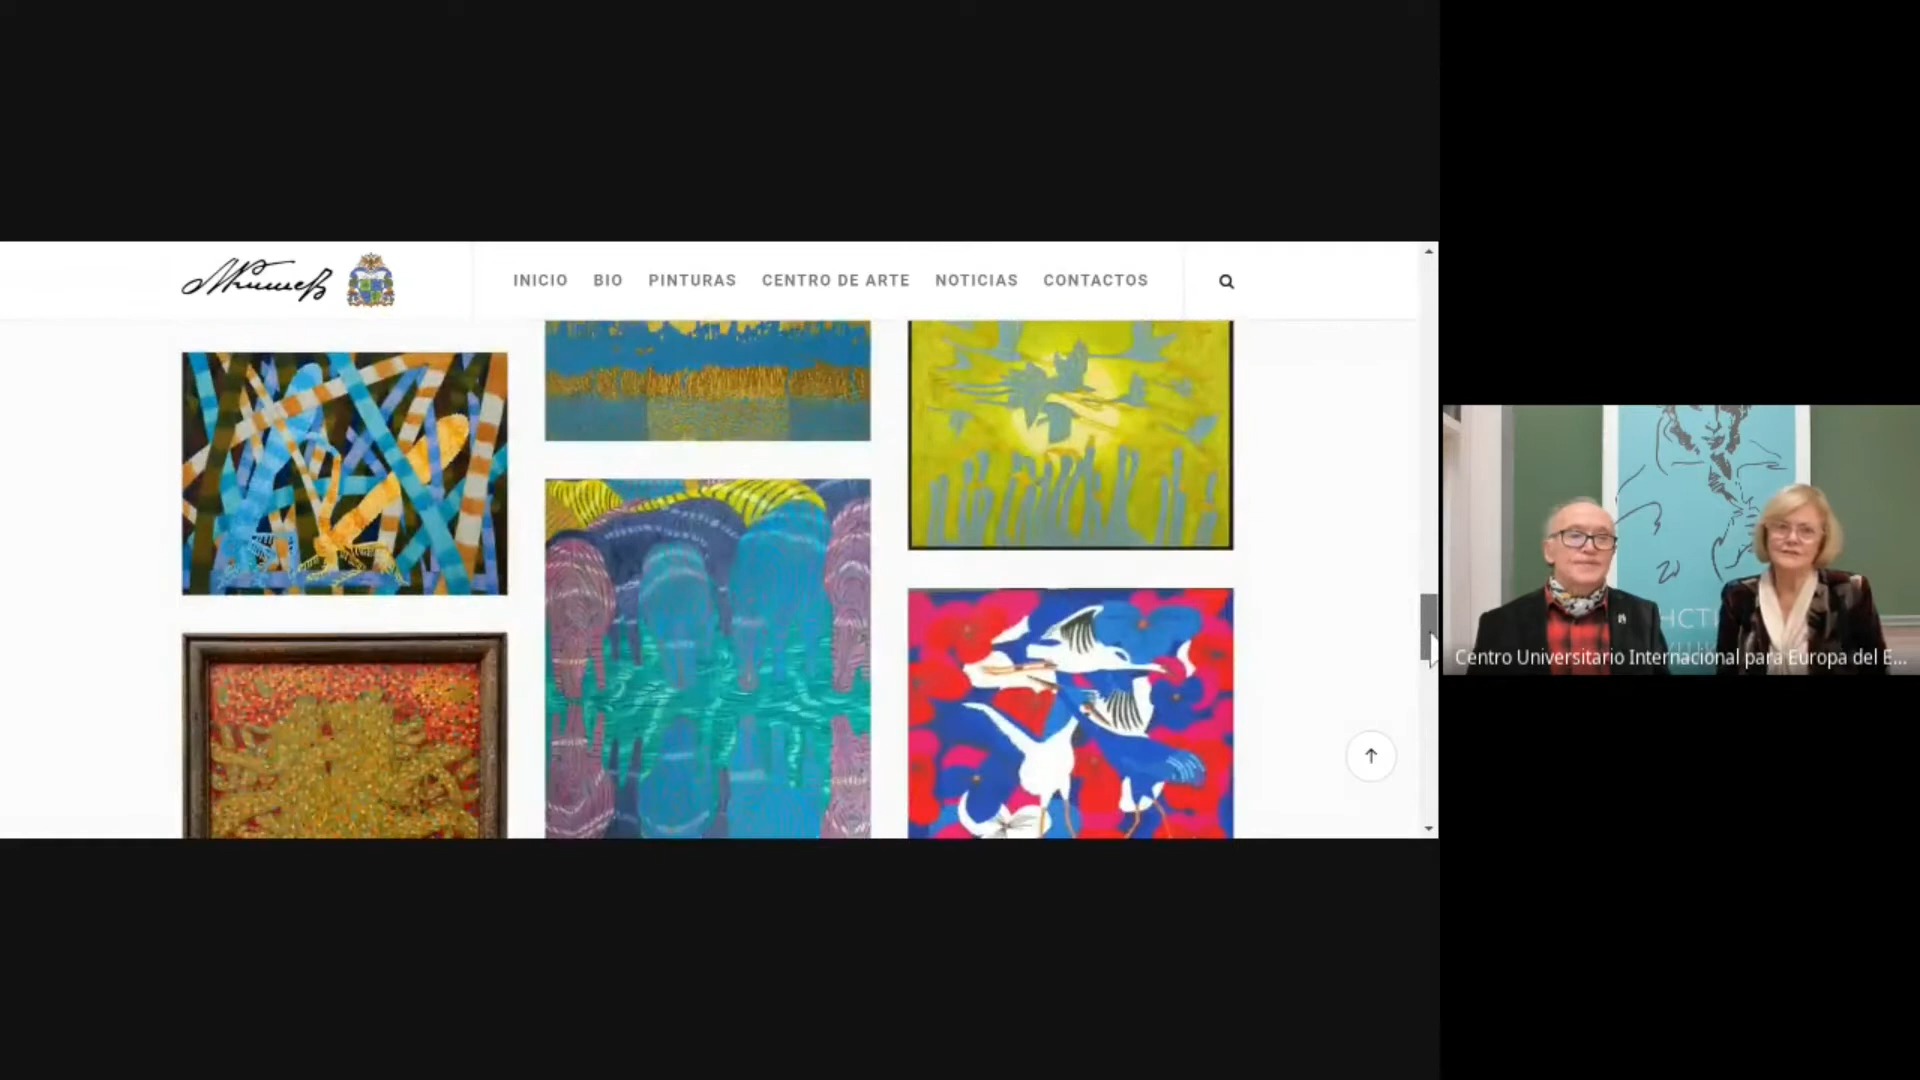 INICIO BIO PINTURAS CENTRO DE ARTE NOTICIAS CONTACTOS
Centro Universitario Internacional para Europa del E...